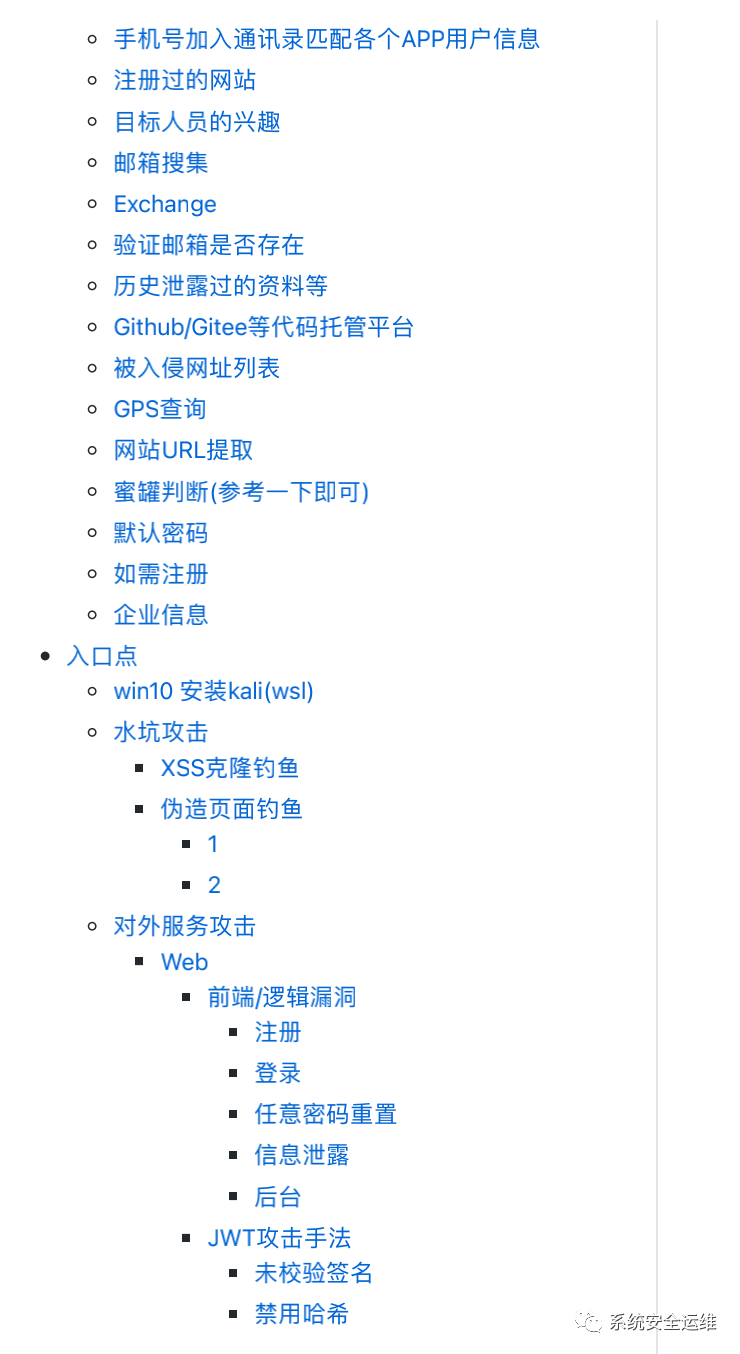 手机号加入通讯录匹配各个APP用户信息
注册过的网站
目标人员的兴趣
邮箱搜集
Exchange
验证邮箱是否存在
历史泄露过的资料等
Github/Gitee等代码托管平台
被入侵网址列表
GPS查询
网站URL提取
蜜罐判断(参考一下即可)
默认密码
如需注册
企业信息
入口点
win10 安装kali(wsl)
水坑攻击
XSS克隆钓鱼
伪造页面钓鱼
1
2
对外服务攻击
Web
前端/逻辑漏洞
注册
登录
任意密码重置
信息泄露
后台
JWT攻击手法
未校验签名
禁用哈希
系统安全运维